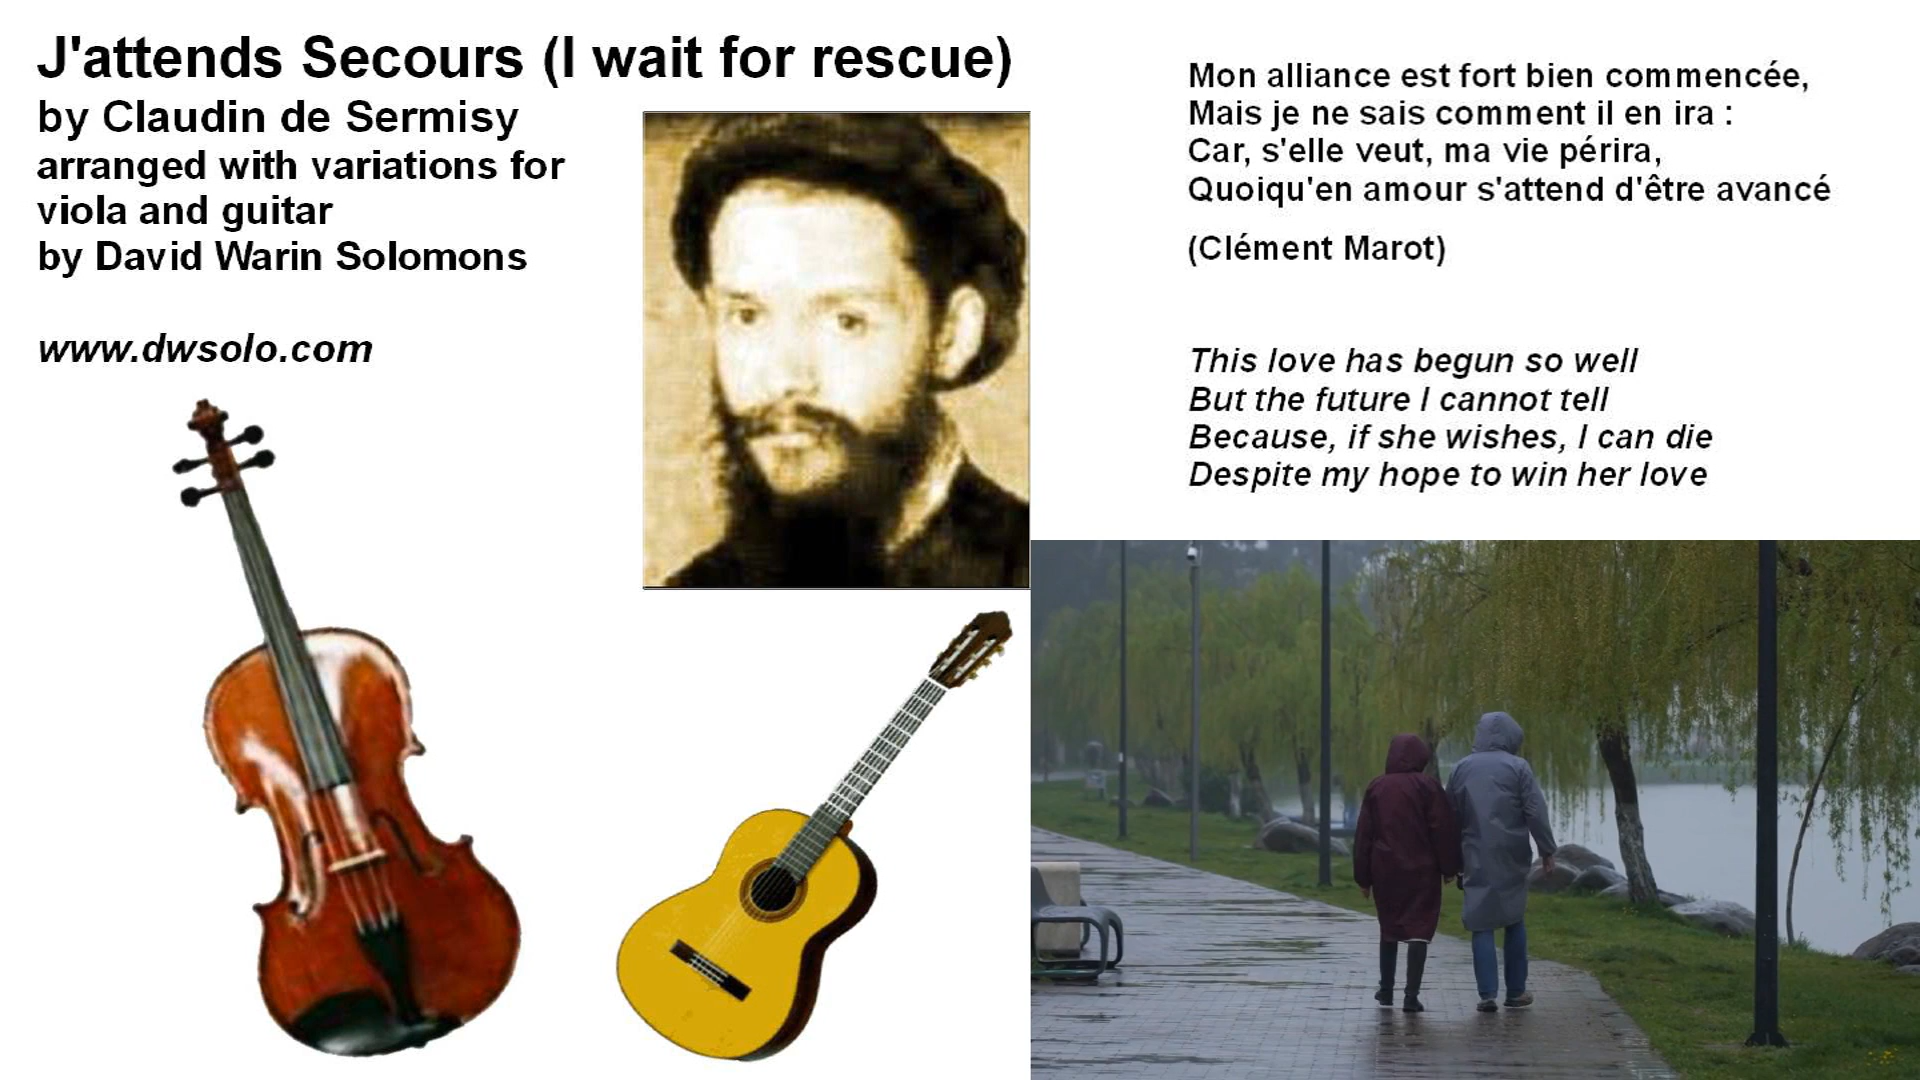 J'attends Secours (I wait for rescue)
by Claudin de Sermisy
arranged with variations for
viola and guitar
by David Warin Solomons
www.dwsolo.com
Mon alliance est fort bien commencée,
Mais je ne sais comment il en ira :
Car, s'elle veut, ma vie périra,
Quoiqu'en amour s'attend d'être avancé
(Clément Marot)
This love has begun so well
But the future I cannot tell
Because, if she wishes, I can die
Despite my hope to win her love